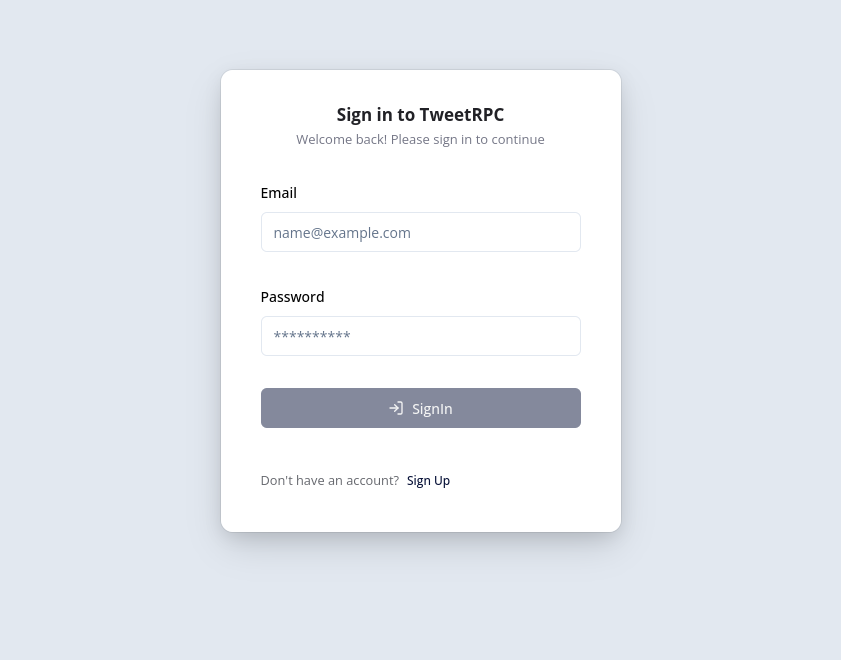 Sign in to TweetRPC
Welcome back! Please sign in to continue
Email
name@example.com
Password
**********
SignIn
Don't have an account? Sign Up